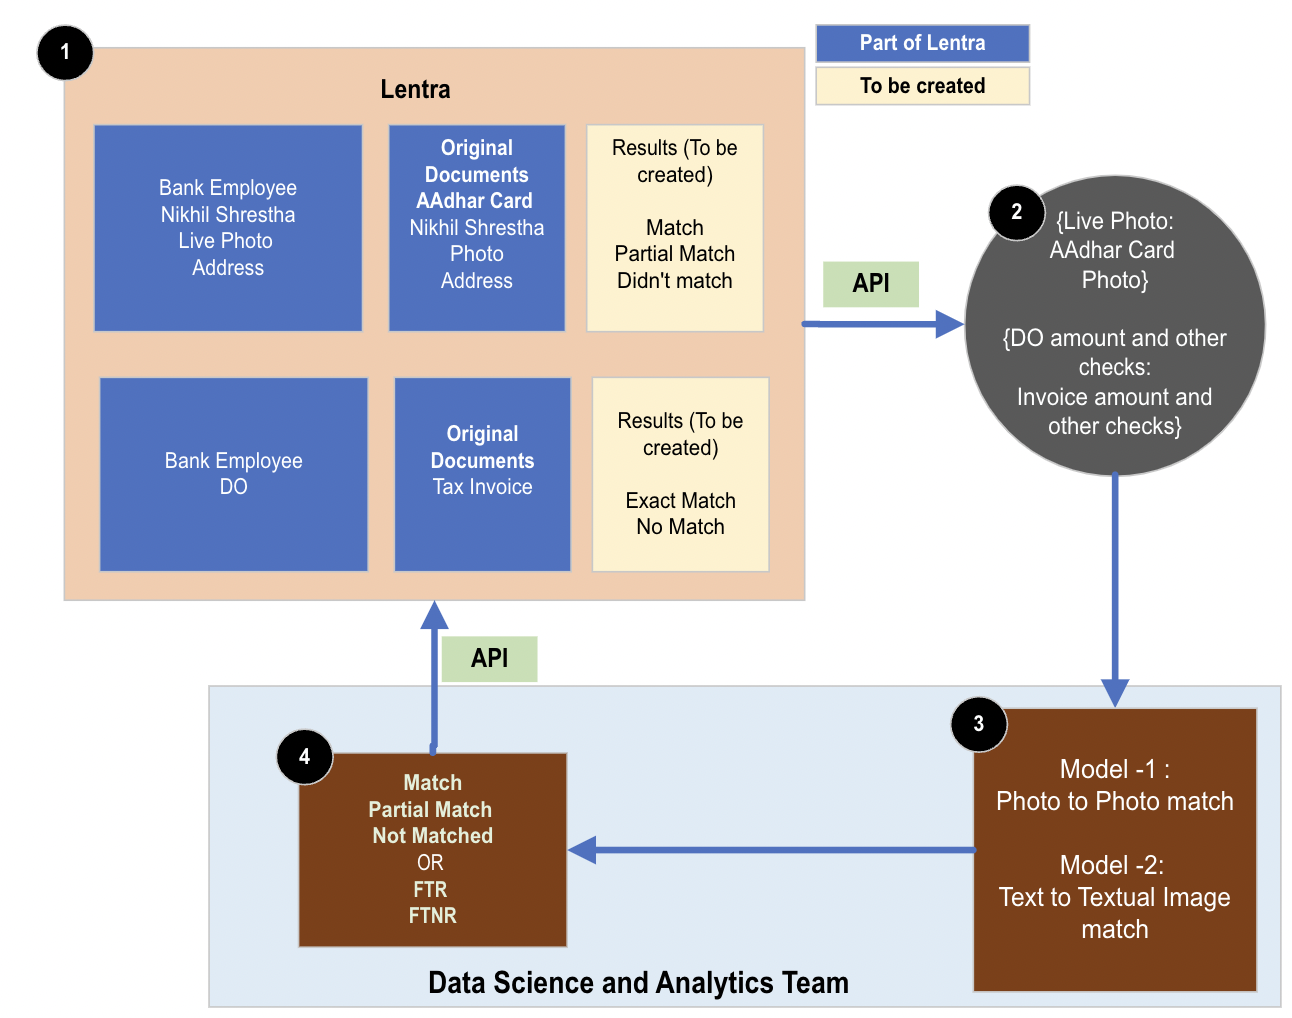 1
Part of Lentra
To be created
Lentra
Bank Employee
Nikhil Shrestha
Live Photo
Address
Original
Documents
AAdhar Card
Nikhil Shrestha
Photo
Address
Results (To be
created)
Match
Partial Match
Didn't match
Bank Employee
DO
Original
Documents
Tax Invoice
Results (To be
created)
Exact Match
No Match
API
2
{Live Photo:
AAdhar Card
Photo}
{DO amount and other
checks:
Invoice amount and
other checks}
3
Model -1 :
Photo to Photo match
Model -2:
Text to Textual Image
match
4
Match
Partial Match
Not Matched
OR
FTR
FTNR
API
Data Science and Analytics Team